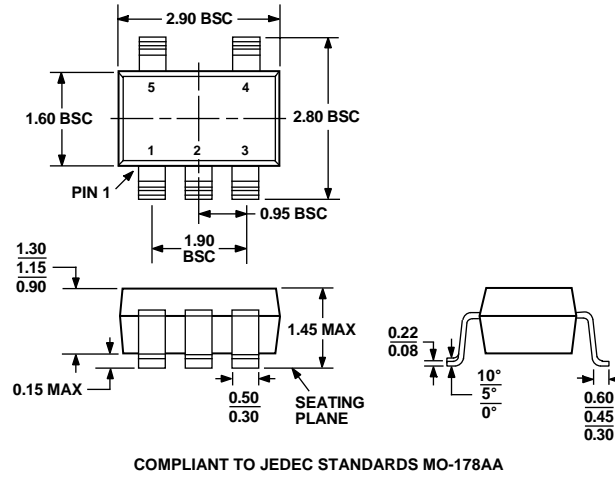 2.90 BSC
5 4
1.60 BSC
2.80 BSC
1 2 3
PIN 1
0.95 BSC
1.90
BSC
1.30
1.15
0.90
1.45 MAX
0.15 MAX
0.50
0.30
SEATING
PLANE
0.22
0.08
10°
5°
0°
0.60
0.45
0.30
COMPLIANT TO JEDEC STANDARDS MO-178AA